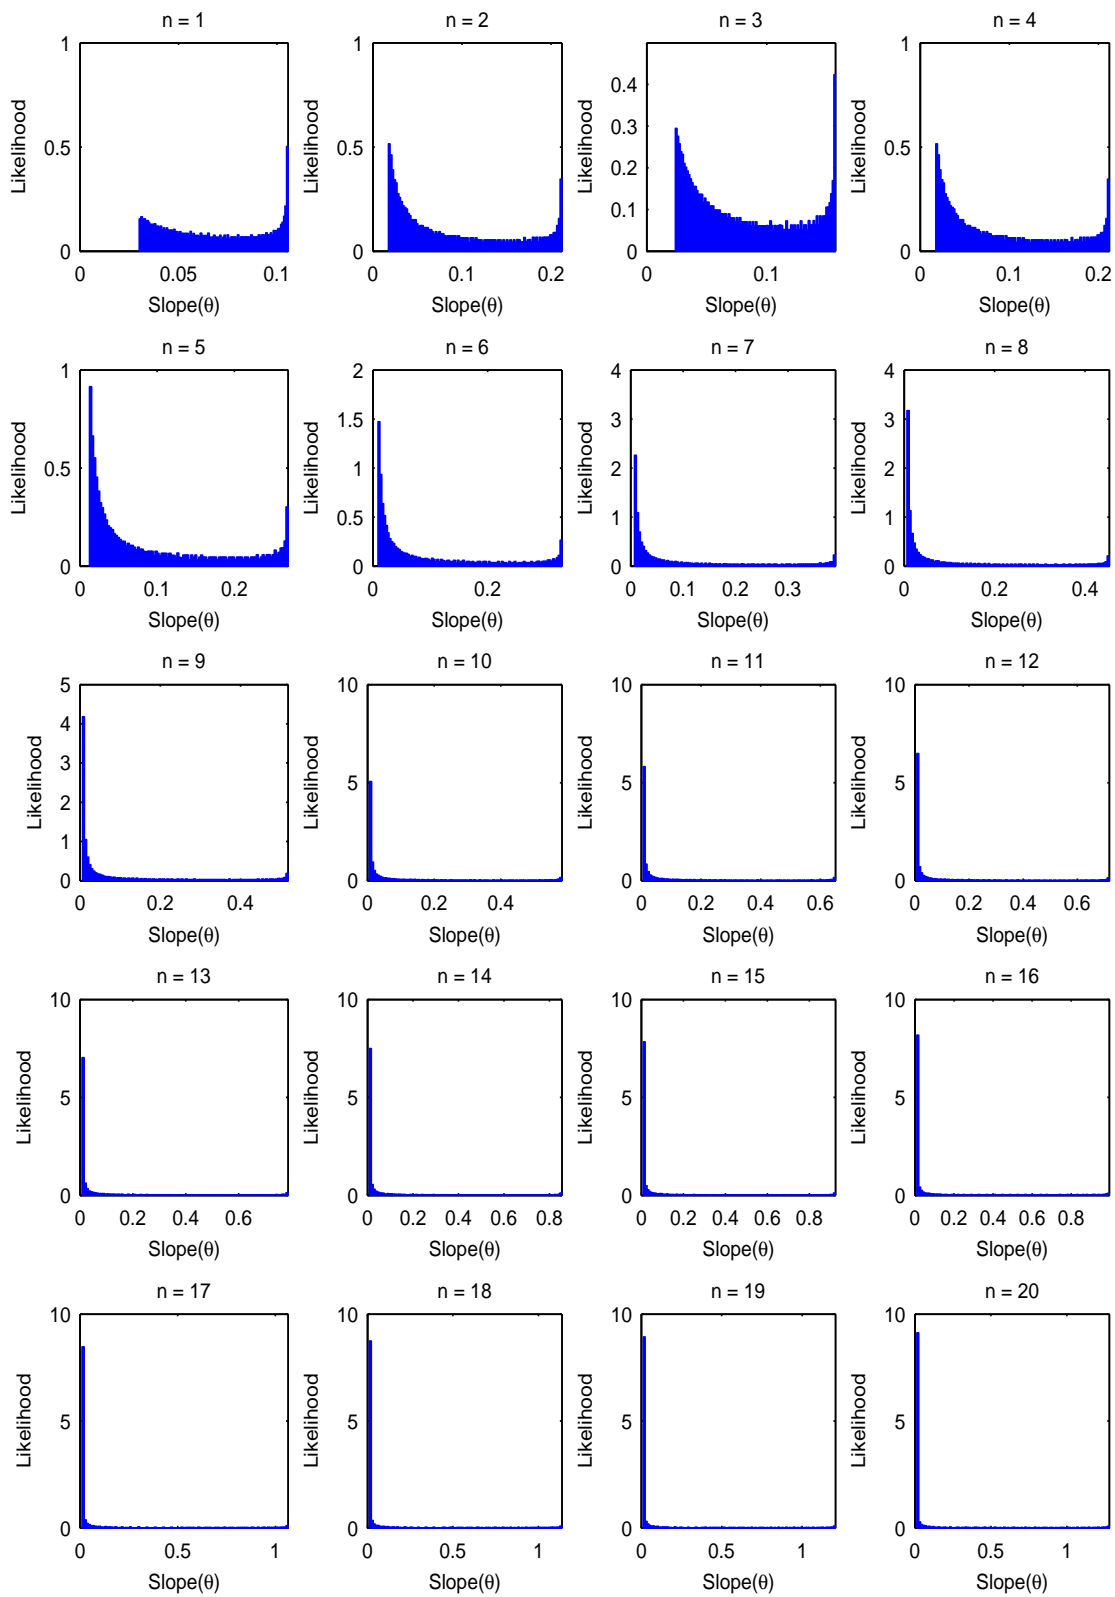 n = 1
n = 2
n = 3
n = 4
Likelihood
1
0.5
0
0
0.05
0.1
Slope(θ)
Likelihood
1
0.5
0
0
0.1
0.2
Slope(θ)
Likelihood
0.4
0.3
0.2
0.1
0
0
0.1
Slope(θ)
Likelihood
1
0.5
0
0
0.1
0.2
Slope(θ)
n = 5
n = 6
n = 7
n = 8
Likelihood
1
0.5
0
0
0.1
0.2
Slope(θ)
Likelihood
2
1.5
1
0.5
0
0
0.2
Slope(θ)
Likelihood
4
3
2
1
0
0
0.1
0.2
0.3
Slope(θ)
Likelihood
4
3
2
1
0
0
0.2
0.4
Slope(θ)
n = 9
n = 10
n = 11
n = 12
Likelihood
5
4
3
2
1
0
0
0.2
0.4
Slope(θ)
Likelihood
10
5
0
0
0.2
0.4
Slope(θ)
Likelihood
10
5
0
0
0.2
0.4
0.6
Slope(θ)
Likelihood
10
5
0
0
0.2
0.4
0.6
Slope(θ)
n = 13
n = 14
n = 15
n = 16
Likelihood
10
5
0
0
0.2
0.4
0.6
Slope(θ)
Likelihood
10
5
0
0
0.2
0.4
0.6
0.8
Slope(θ)
Likelihood
10
5
0
0
0.2
0.4
0.6
0.8
Slope(θ)
Likelihood
10
5
0
0
0.2
0.4
0.6
0.8
Slope(θ)
n = 17
n = 18
n = 19
n = 20
Likelihood
10
5
0
0
0.5
1
Slope(θ)
Likelihood
10
5
0
0
0.5
1
Slope(θ)
Likelihood
10
5
0
0
0.5
1
Slope(θ)
Likelihood
10
5
0
0
0.5
1
Slope(θ)